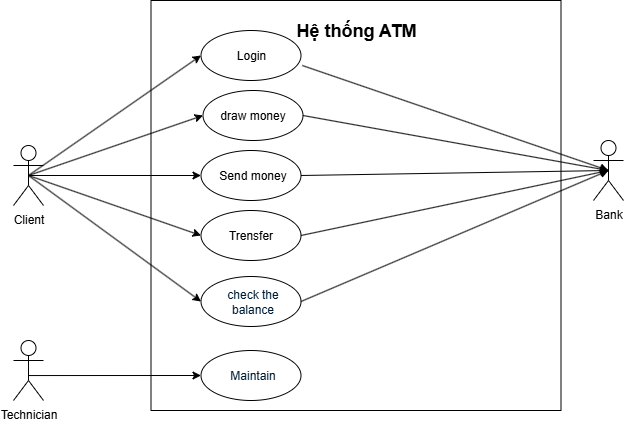 Hệ thống ATM
Login
draw money
Send money
Trensfer
check the
balance
Maintain
Client
Bank
Technician